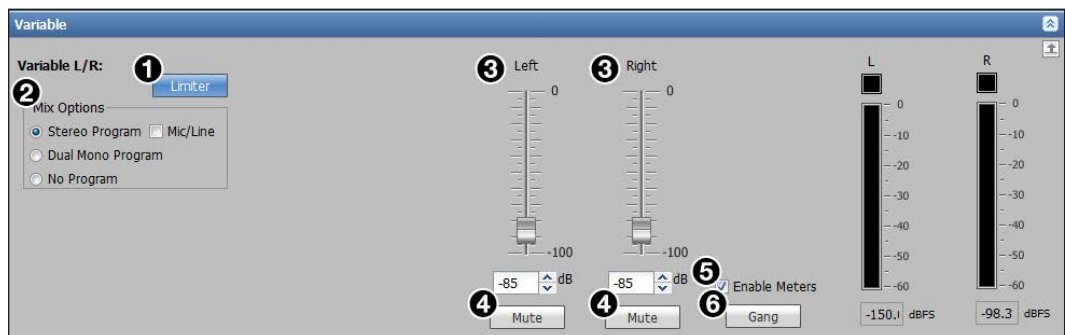 Variable
Variable L/R:
1
Limiter
2
Mix Options
Stereo Program
Mic/Line
Dual Mono Program
No Program
3 Left
3 Right
0
0
-100
-100
-85 dB
-85 dB
4 Mute
4 Mute
5 Enable Meters
6 Gang
L
R
0
-10
-20
-30
-40
-50
-60
0
-10
-20
-30
-40
-50
-60
-150. dBFS
-98.3 dBFS